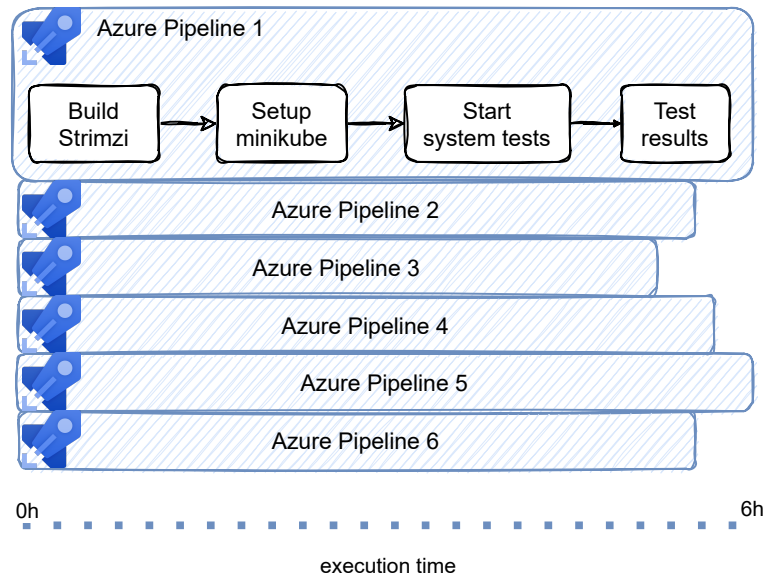 Azure Pipeline 1
Build
Strimzi
Setup
minikube
Start
system tests
Test
results
Azure Pipeline 2
Azure Pipeline 3
Azure Pipeline 4
Azure Pipeline 5
Azure Pipeline 6
0h
6h
execution time